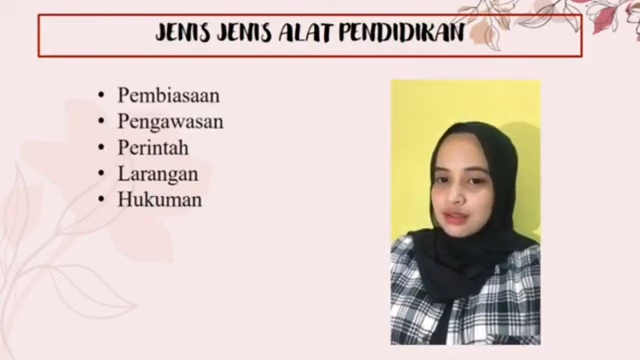 JENIS JENIS ALAT PENDIDIKAN
• Pembiasaan
• Pengawasan
• Perintah
• Larangan
• Hukuman